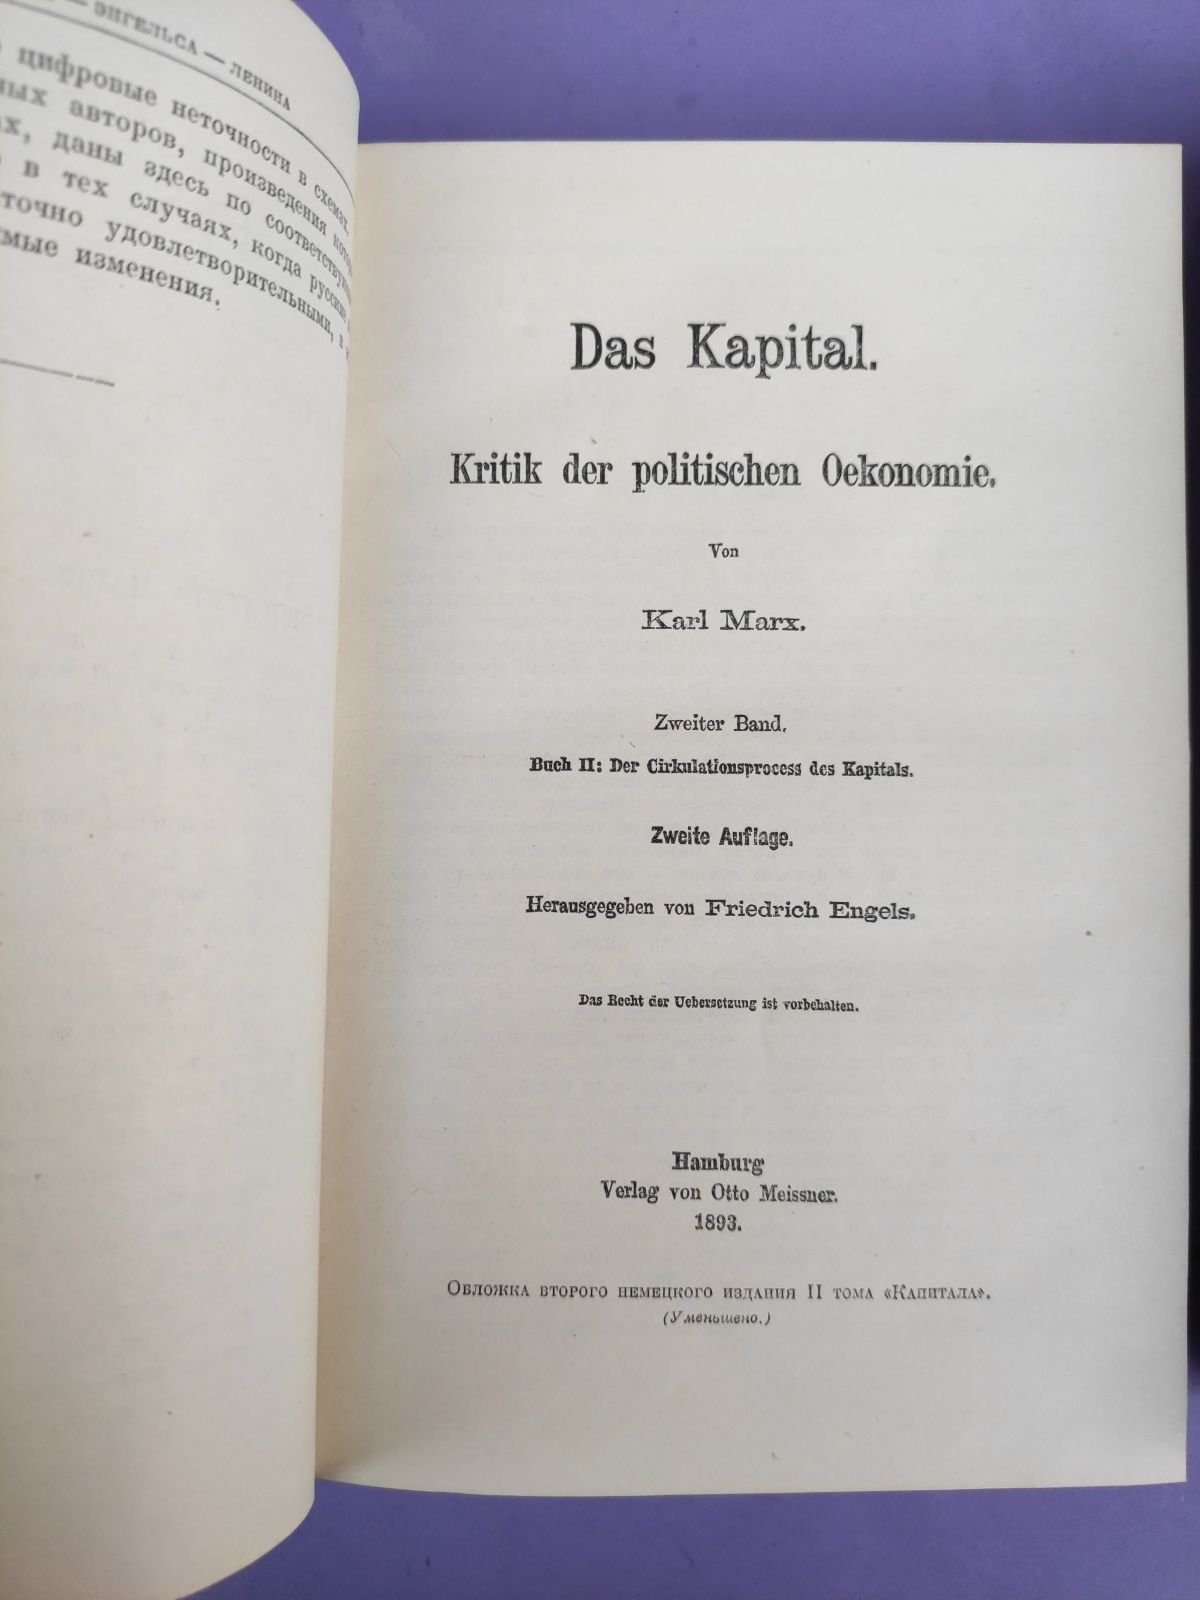 — ЭНГЕЛЬСА — ЛЕНИНА
цифровые неточности в схемах,
авторов, произведения
даны здесь по
в тех случаях, когда
удовлетворительными, в
изменения.
Das Kapital.
Kritik der politischen Oekonomie.
Von
Karl Marx.
Zweiter Band.
Buch II: Der Cirkulationsprocess des Kapitals.
Zweite Auflage.
Herausgegeben von Friedrich Engels.
Das Recht der Uebersetzung ist vorbehalten.
Hamburg
Verlag von Otto Meissner.
1893.
Обложка второго немецкого издания II тома «Капитала».
(Уменьшено.)